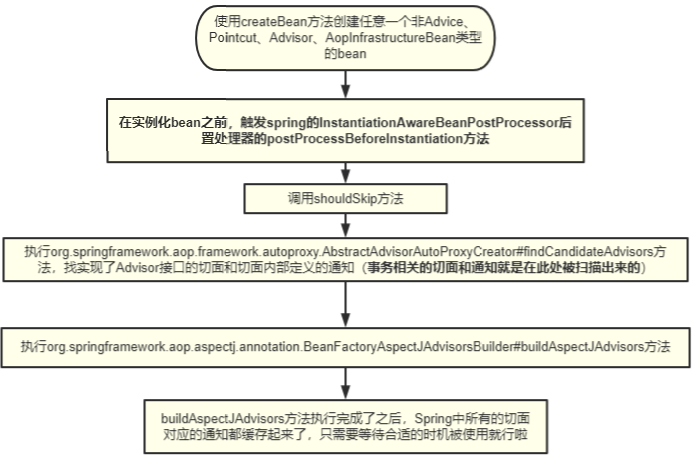 使用createBean方法创建任意一个非Advice、
Pointcut、Advisor、AopInfrastructureBean类型
的bean
在实例化bean之前，触发spring的InstantiationAwareBeanPostProcessor后
置处理器的postProcessBeforeInstantiation方法
调用shouldSkip方法
执行org.springframework.aop.framework.autoproxy.AbstractAdvisorAutoProxyCreator#findCandidateAdvisors方
法，找实现了Advisor接口的切面和切面内部定义的通知（事务相关的切面和通知就是在此处被扫描出来的）
执行org.springframework.aop.aspectj.annotation.BeanFactoryAspectJAdvisorsBuilder#buildAspectJAdvisors方法
buildAspectJAdvisors方法执行完成了之后，Spring中所有的切面
对应的通知都缓存起来了，只需要等待合适的时机被使用就行啦